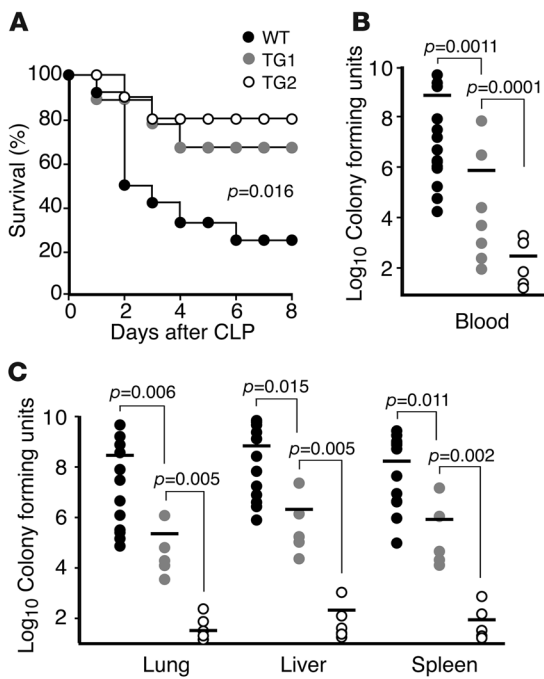 A
WT
TG1
TG2
Survival (%)
100
80
60
40
20
0
p=0.016
0 2 4 6 8
Days after CLP
B
p=0.0011
p=0.0001
Log10 Colony forming units
10
8
6
4
2
Blood
C
p=0.006
p=0.005
p=0.015
p=0.005
p=0.011
p=0.002
Log10 Colony forming units
10
8
6
4
2
Lung
Liver
Spleen